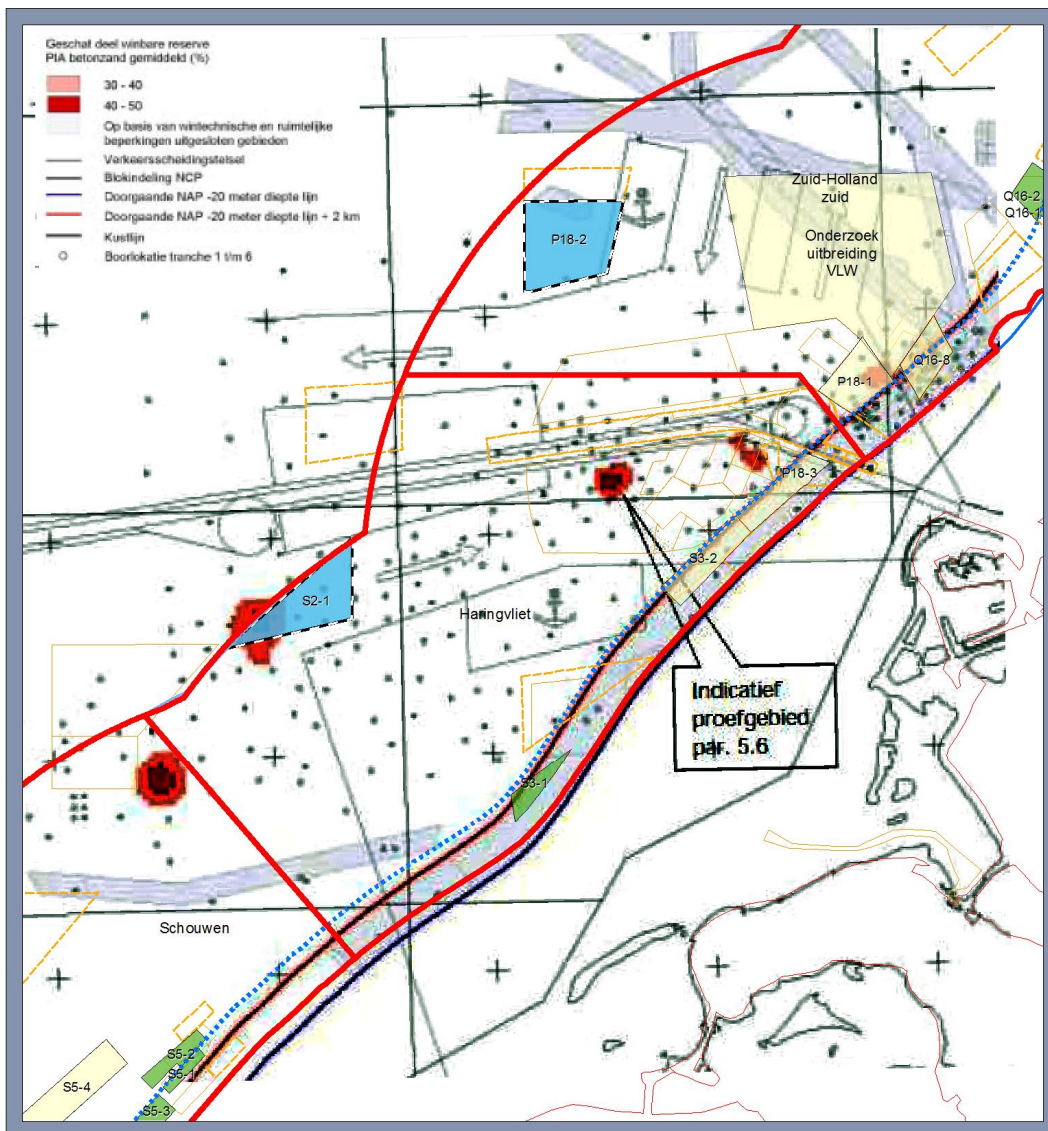 Geschat deel winbare reserve
PIA betonzand gemiddeld (%)
30 - 40
40 - 50
Op basis van wintechnische en ruimtelijke
beperkingen uitgesloten gebieden
Verkeersscheidingstelsel
Blokindeling NCP
Doorgaande NAP -20 meter diepte lijn
Doorgaande NAP -20 meter diepte lijn + 2 km
Kustlijn
Boorlokatie tranche 1 t/m 6
Zuid-Holland
zuid
Onderzoek
uitbreiding
VLW
Q16-2
Q16-1
P18-2
Q16-8
P18-1
P18-3
S3-2
S2-1
Haringvliet
Indicatief
proefgebied
par. 5.6
S3-1
Schouwen
S5-2
S5-1
S5-4
S5-3